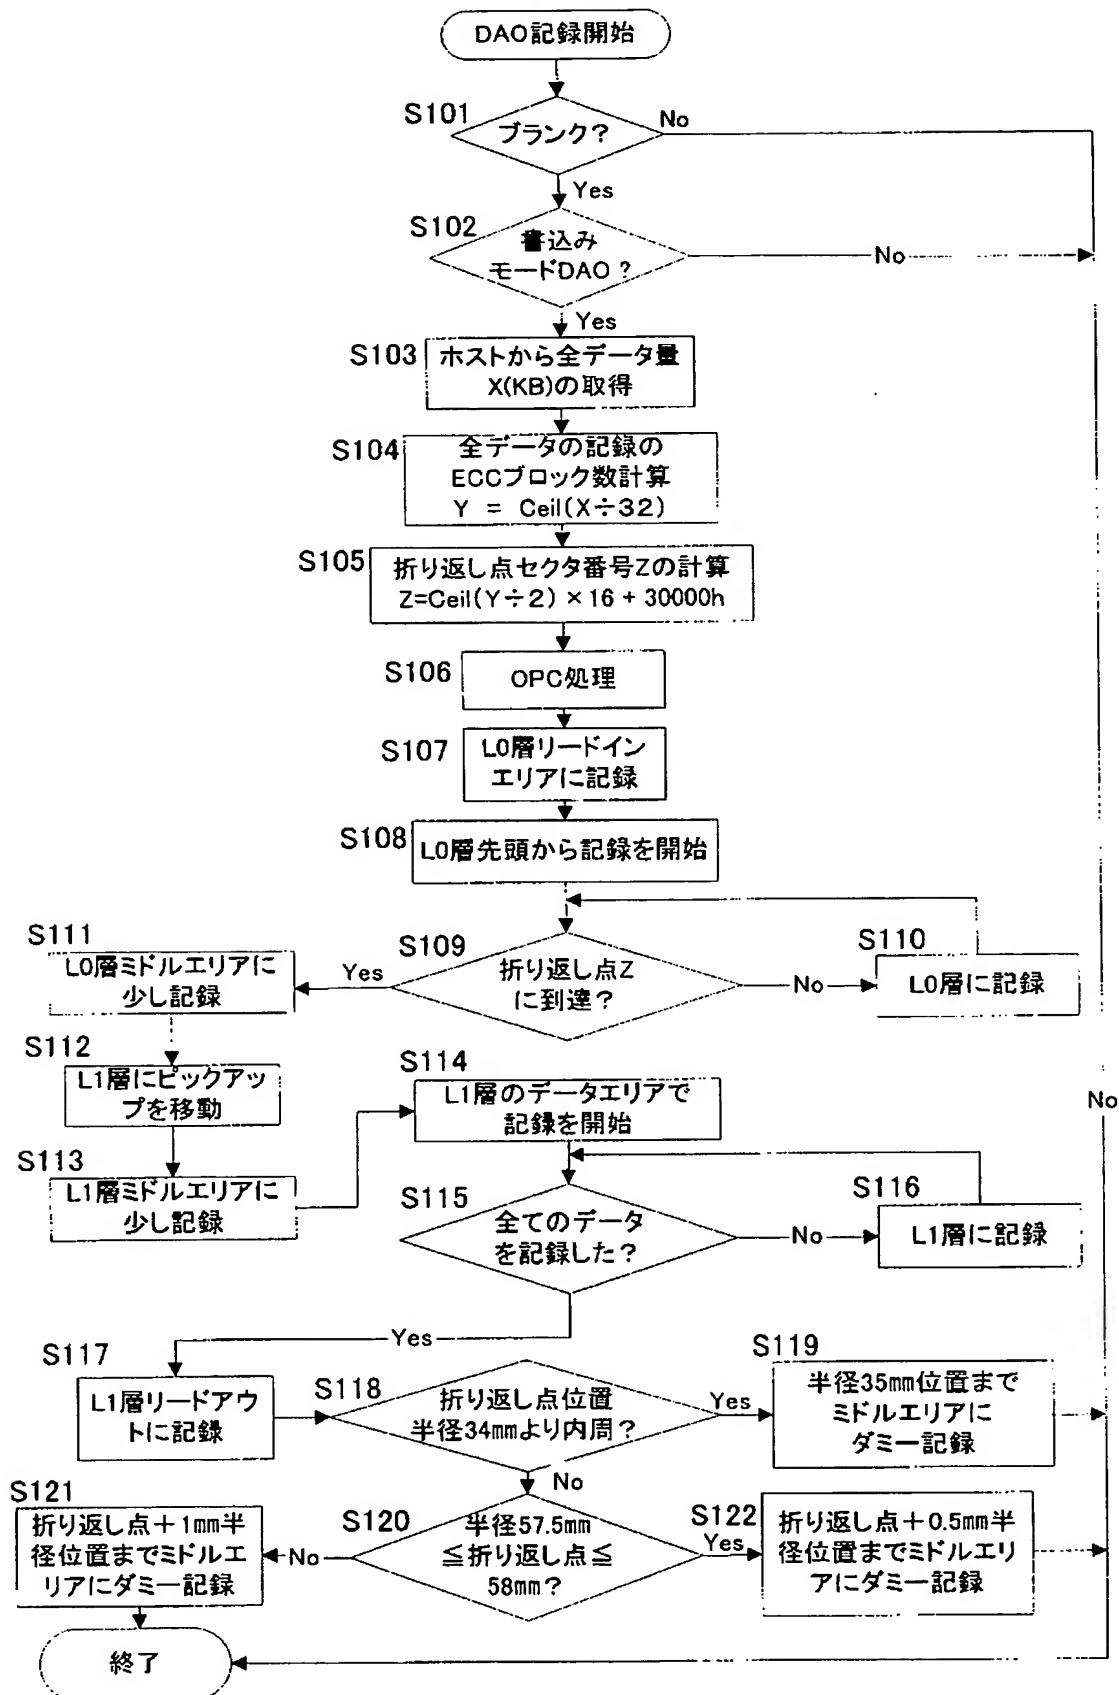 DAO記録開始
S101
ブランク?
No
Yes
S102
書込み
モードDAO?
No
Yes
S103
ホストから全データ量
X(KB)の取得
S104
全データの記録の
ECCブロック数計算
Y = Ceil(X÷32)
S105
折り返し点セクタ番号Zの計算
Z=Ceil(Y÷2)×16+30000h
S106
OPC処理
S107
L0層リードイン
エリアに記録
S108
L0層先頭から記録を開始
S109
折り返し点Z
に到達?
Yes
No
S110
L0層に記録
S111
L0層ミドルエリアに
少し記録
S112
L1層にピックアッ
プを移動
S113
L1層ミドルエリアに
少し記録
S114
L1層のデータエリアで
記録を開始
No
S115
全てのデータ
を記録した?
No
S116
L1層に記録
Yes
S117
L1層リードアウ
トに記録
S118
折り返し点位置
半径34mmより内周?
Yes
S119
半径35mm位置まで
ミドルエリアに
ダミー記録
No
S120
半径57.5mm
≦折り返し点≦
58mm?
No
Yes
S121
折り返し点+1mm半
径位置までミドルエ
リアにダミー記録
S122
折り返し点+0.5mm半
径位置までミドルエリ
アにダミー記録
終了